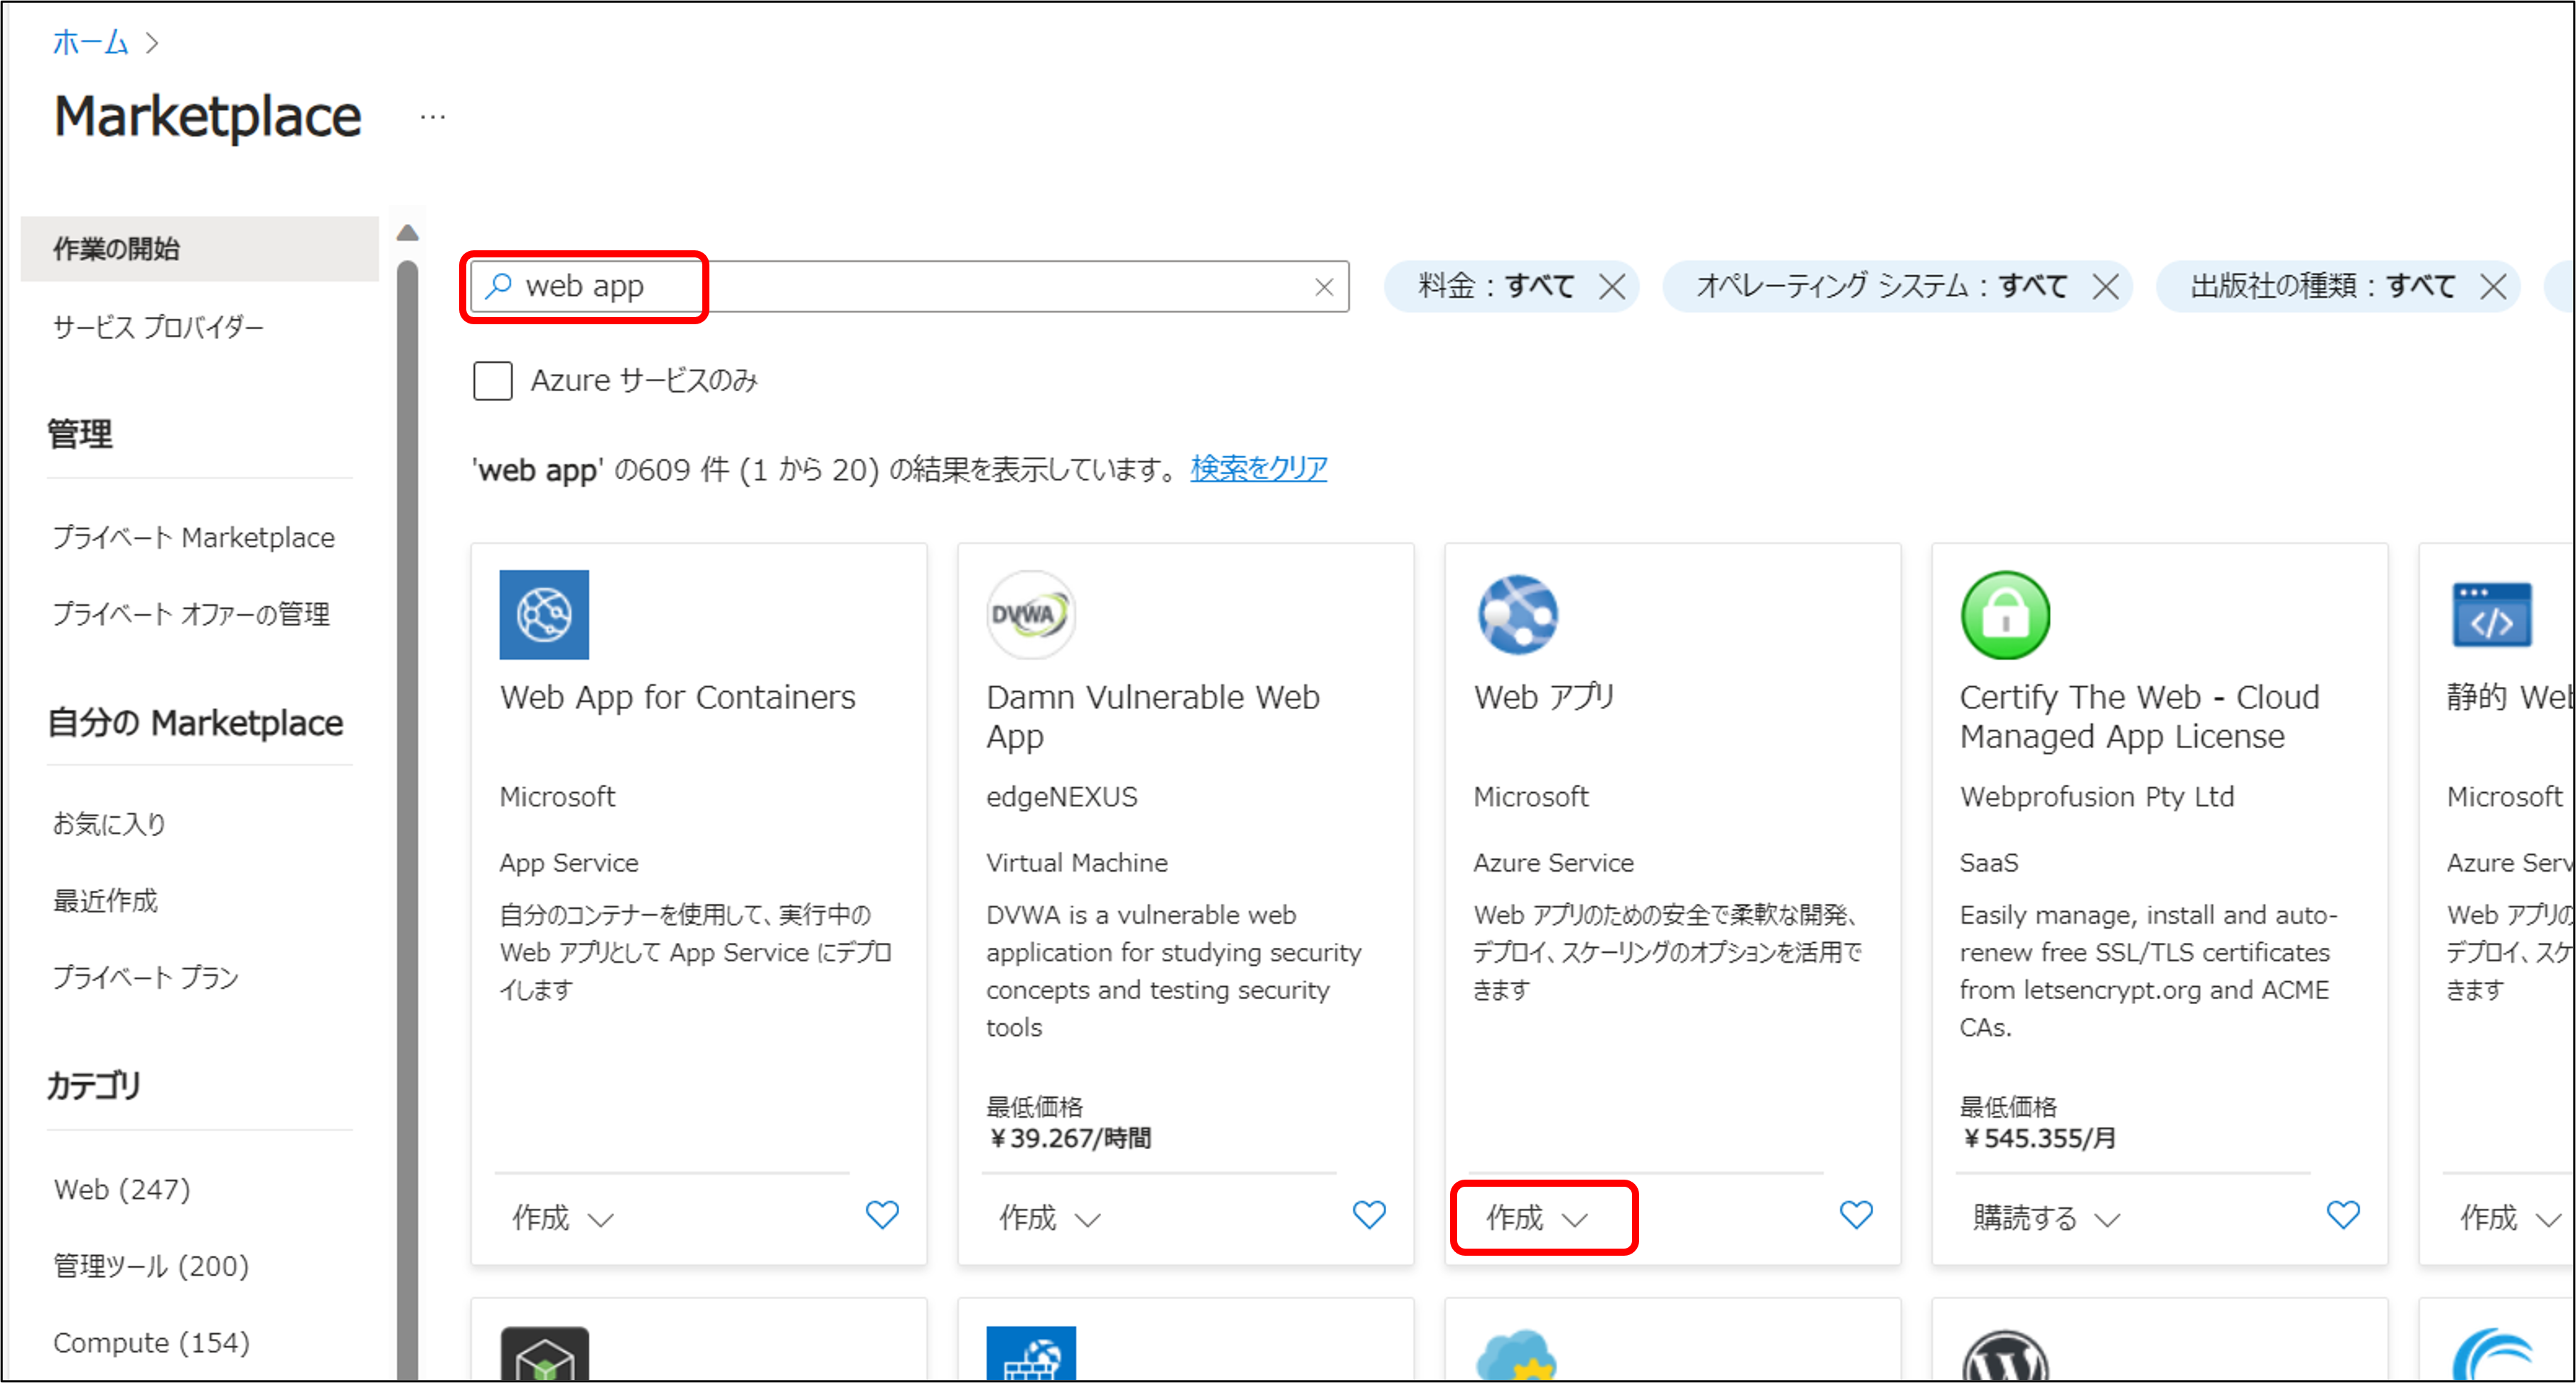 ホーム
Marketplace
作業の開始
サービス プロバイダー
管理
プライベート Marketplace
プライベート オファーの管理
自分の Marketplace
お気に入り
最近作成
プライベート プラン
カテゴリ
Web (247)
管理ツール (200)
Compute (154)
web app
料金 : すべて
オペレーティング システム : すべて
出版社の種類 : すべて
Azure サービスのみ
'web app' の609 件 (1 から 20) の結果を表示しています。 検索をクリア
Web App for Containers
Microsoft
App Service
自分のコンテナーを使用して、実行中の
Web アプリとして App Service にデプロ
イします
作成
DVWA
Damn Vulnerable Web
App
edgeNEXUS
Virtual Machine
DVWA is a vulnerable web
application for studying security
concepts and testing security
tools
最低価格
¥39.267/時間
作成
Web アプリ
Microsoft
Azure Service
Web アプリのための安全で柔軟な開発、
デプロイ、スケーリングのオプションを活用で
きます
作成
Certify The Web - Cloud
Managed App License
Webprofusion Pty Ltd
SaaS
Easily manage, install and auto-
renew free SSL/TLS certificates
from letsencrypt.org and ACME
CAs.
最低価格
¥545.355/月
購読する
静的 Web
Microsoft
Azure Serv
Web アプリの
デプロイ、スケ
きます
作成